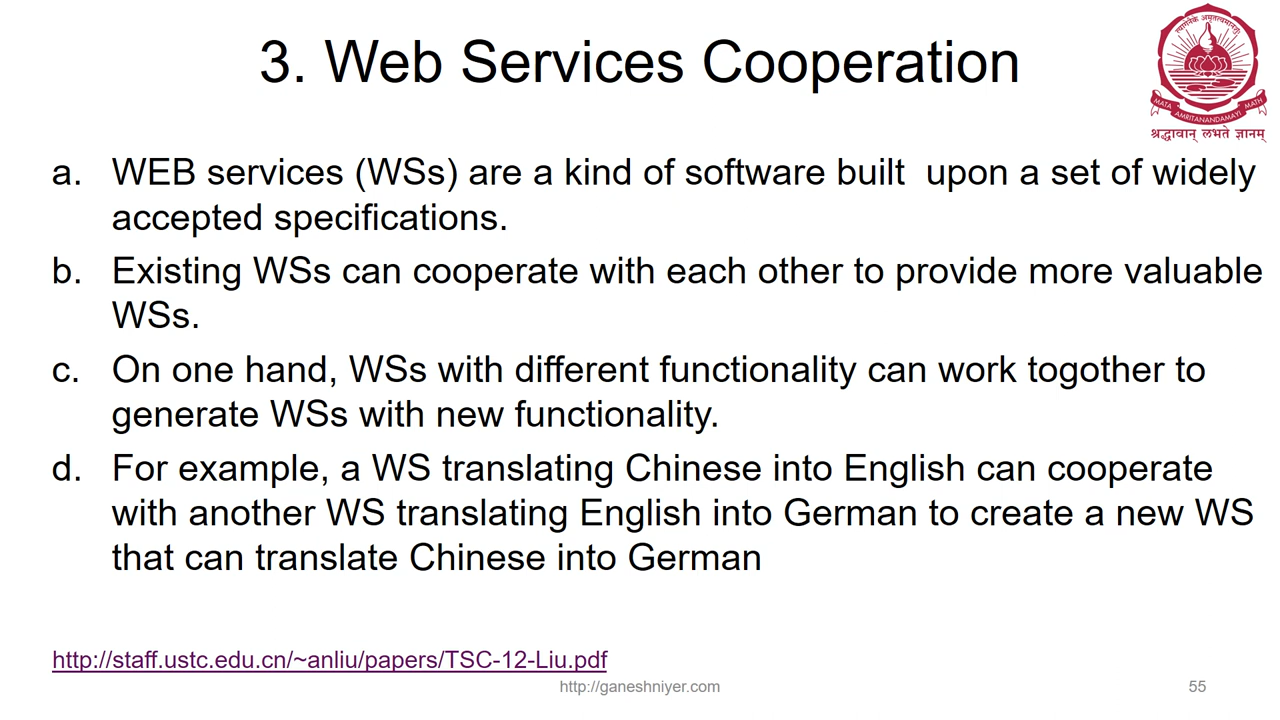 3. Web Services Cooperation
MATA AMRITANANDAMAYI MATH
श्रद्धावान् लभते ज्ञानम्
a. WEB services (WSs) are a kind of software built  upon a set of widely
accepted specifications.
b. Existing WSs can cooperate with each other to provide more valuable
WSs.
c. On one hand, WSs with different functionality can work togother to
generate WSs with new functionality.
d. For example, a WS translating Chinese into English can cooperate
with another WS translating English into German to create a new WS
that can translate Chinese into German
http://staff.ustc.edu.cn/~anliu/papers/TSC-12-Liu.pdf
http://ganeshniyer.com
55